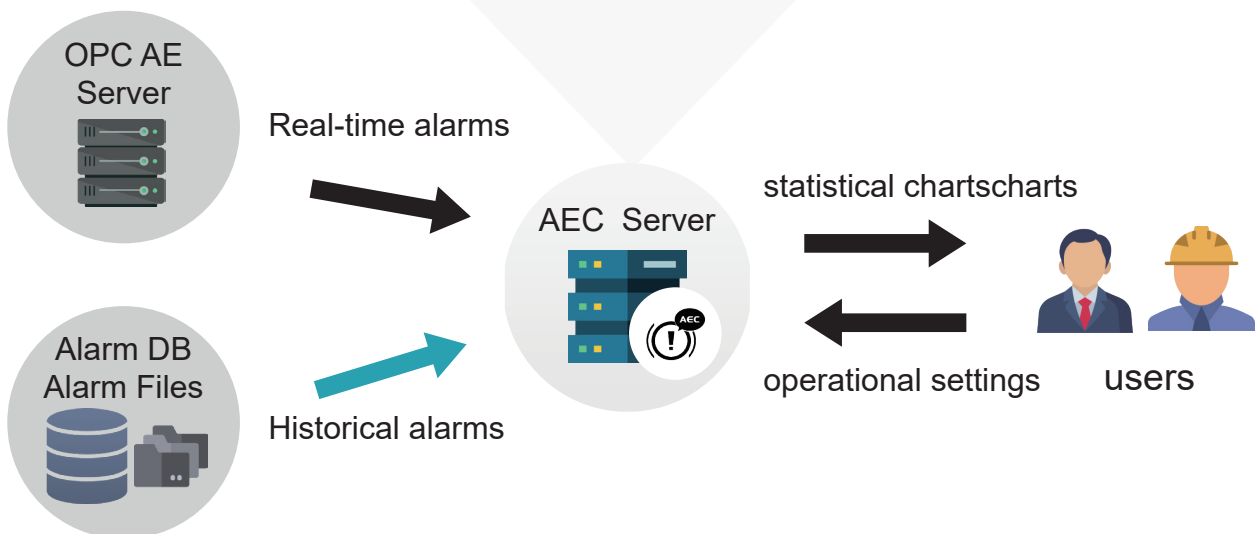 OPC AE
Server
Real-time alarms
Alarm DB
Alarm Files
Historical alarms
AEC Server
AEC
statistical chartscharts
operational settings
users